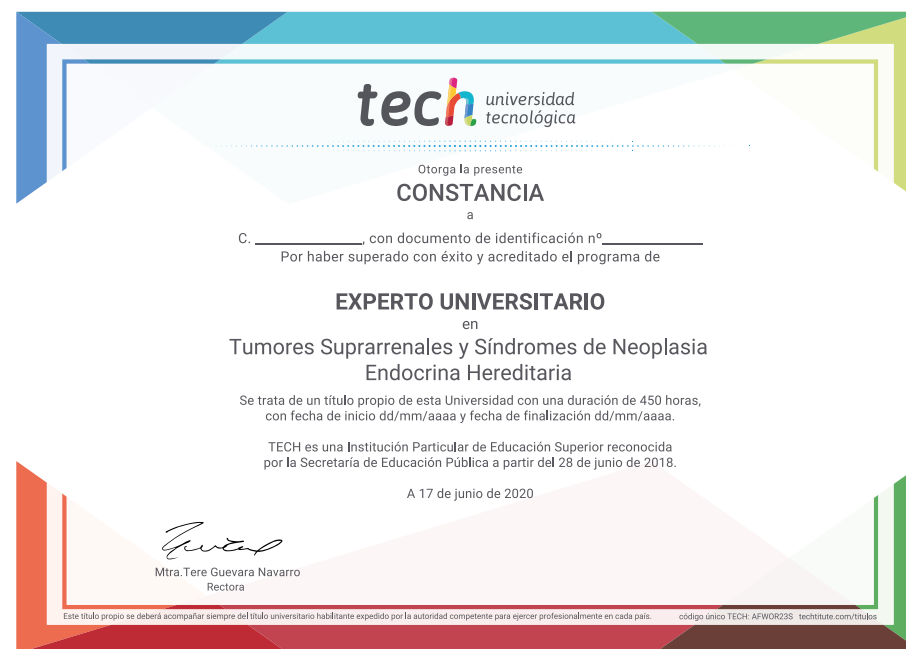 tech universidad
tecnológica
Otorga la presente
CONSTANCIA
a
C. ____________, con documento de identificación nº____________
Por haber superado con éxito y acreditado el programa de
EXPERTO UNIVERSITARIO
en
Tumores Suprarrenales y Síndromes de Neoplasia
Endocrina Hereditaria
Se trata de un título propio de esta Universidad con una duración de 450 horas,
con fecha de inicio dd/mm/aaaa y fecha de finalización dd/mm/aaaa.
TECH es una Institución Particular de Educación Superior reconocida
por la Secretaría de Educación Pública a partir del 28 de junio de 2018.
A 17 de junio de 2020
Mtra.Tere Guevara Navarro
Rectora
Este título propio se deberá acompañar siempre del título universitario habilitante expedido por la autoridad competente para ejercer profesionalmente en cada país. código único TECH: AFWOR23S techtitute.com/titulos